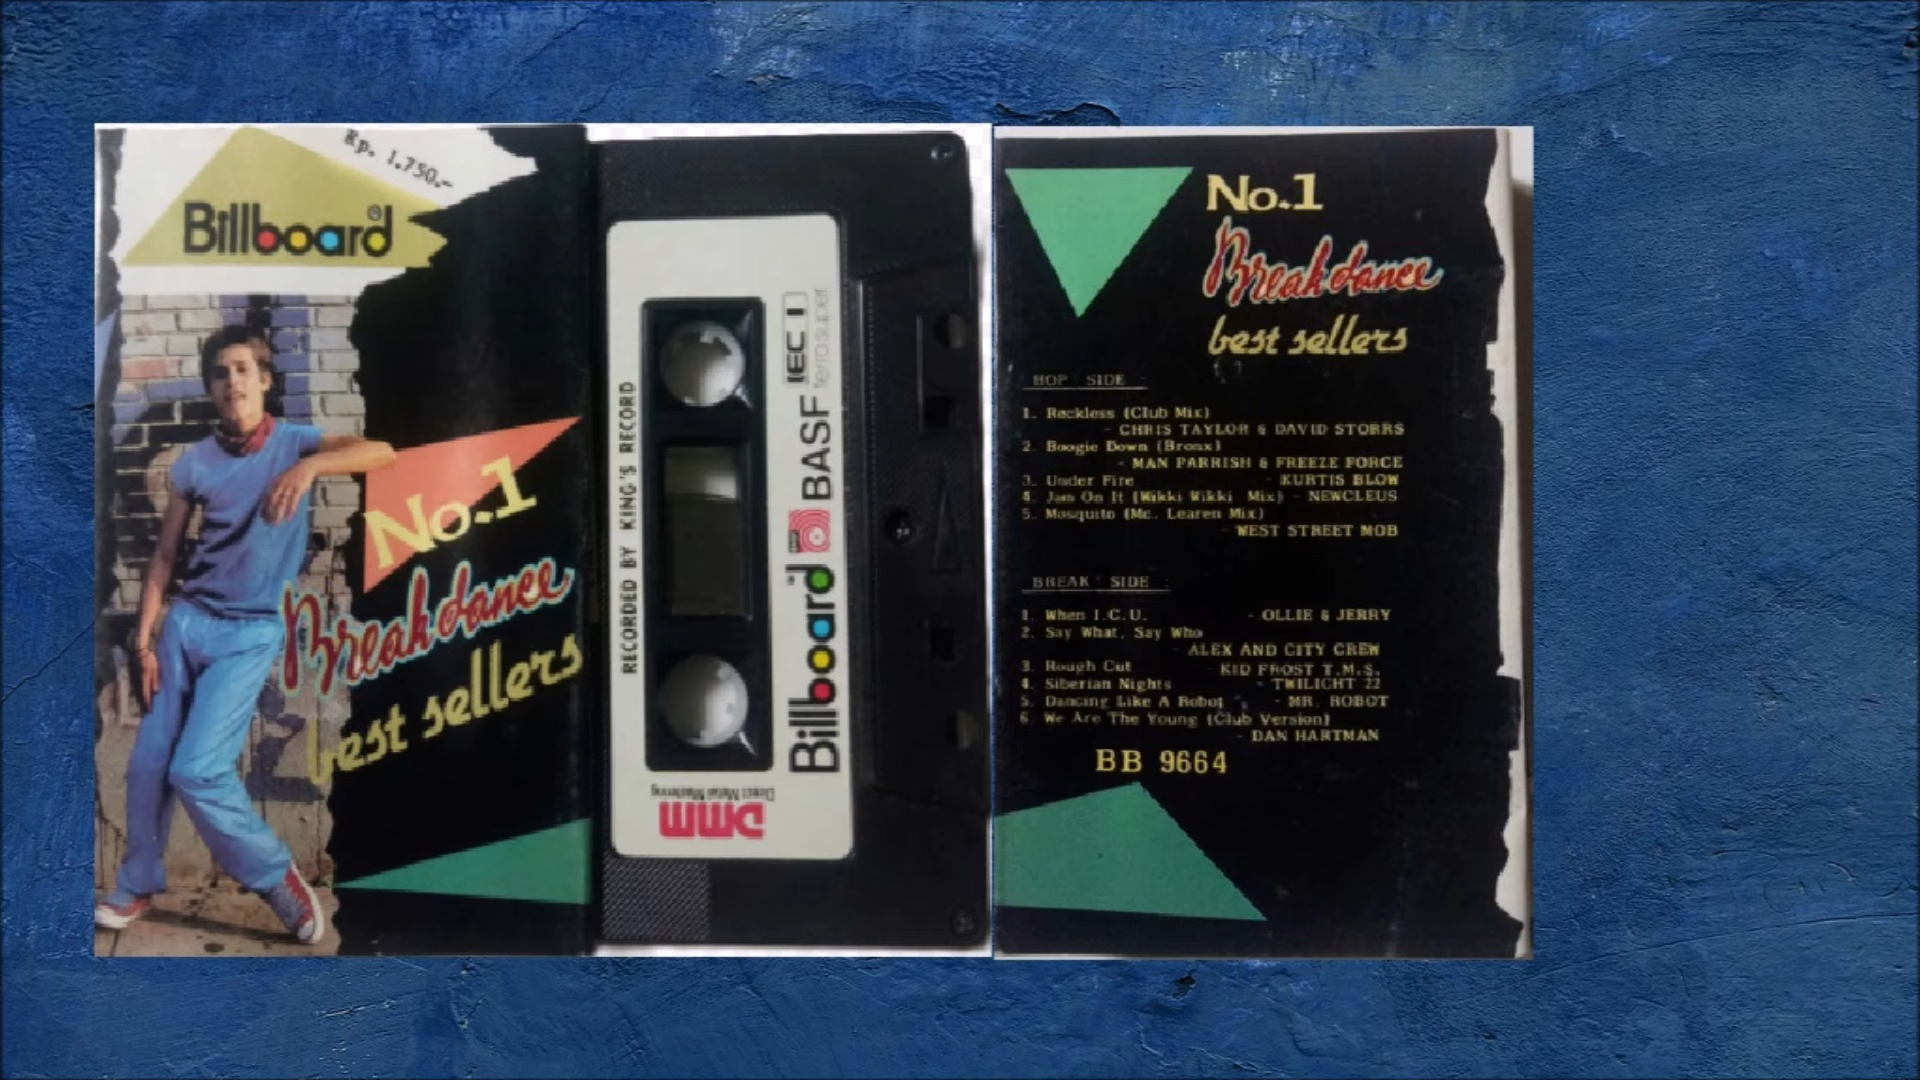 Rp. 1.750.-
Billboard®
No.1
Breakdance
best sellers
RECORDED BY KING'S RECORD
Billboard BASF IEC I
ferro super
DMM
Direct Metal Mastering
No.1
Breakdance
best sellers
HOP SIDE
1. Reckless (Club Mix)
- CHRIS TAYLOR & DAVID STORRS
2. Boogie Down (Bronx)
- MAN PARRISH & FREEZE FORCE
3. Under Fire - KURTIS BLOW
4. Jam On It (Wikki Wikki Mix) - NEWCLEUS
5. Mosquito (Mc. Learen Mix)
- WEST STREET MOB
BREAK SIDE
1. When I.C.U. - OLLIE & JERRY
2. Say What, Say Who
- ALEX AND CITY CREW
3. Rough Cut - KID FROST T.M.S.
4. Siberian Nights - TWILICHT 22
5. Dancing Like A Robot - MR. ROBOT
6. We Are The Young (Club Version)
- DAN HARTMAN
BB 9664